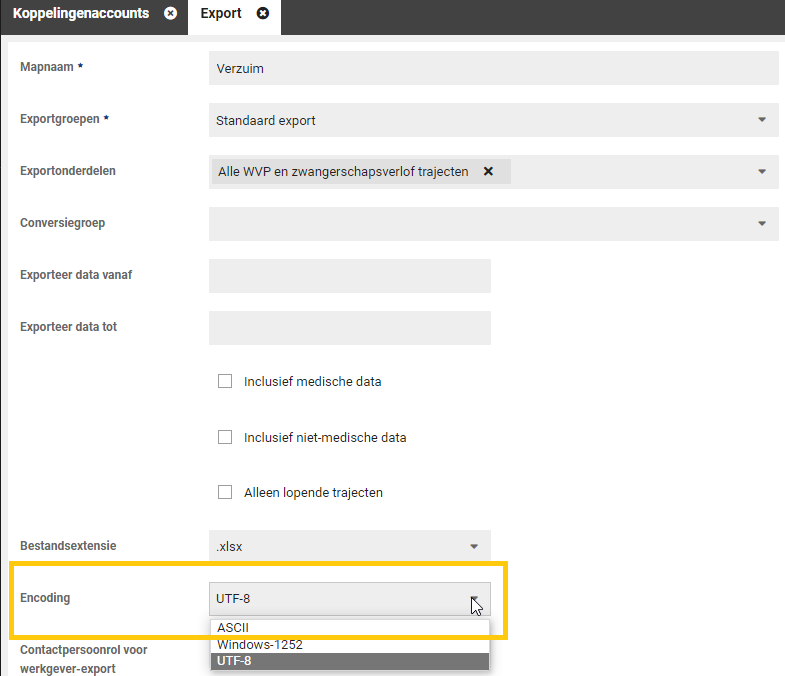 Koppelingenaccounts Export
Mapnaam *
Verzuim
Exportgroepen *
Standaard export
Exportonderdelen
Alle WVP en zwangerschapsverlof trajecten
Conversiegroep
Exporteer data vanaf
Exporteer data tot
Inclusief medische data
Inclusief niet-medische data
Alleen lopende trajecten
Bestandsextensie
.xlsx
Encoding
UTF-8
ASCII
Windows-1252
UTF-8
Contactpersoonrol voor
werkgever-export